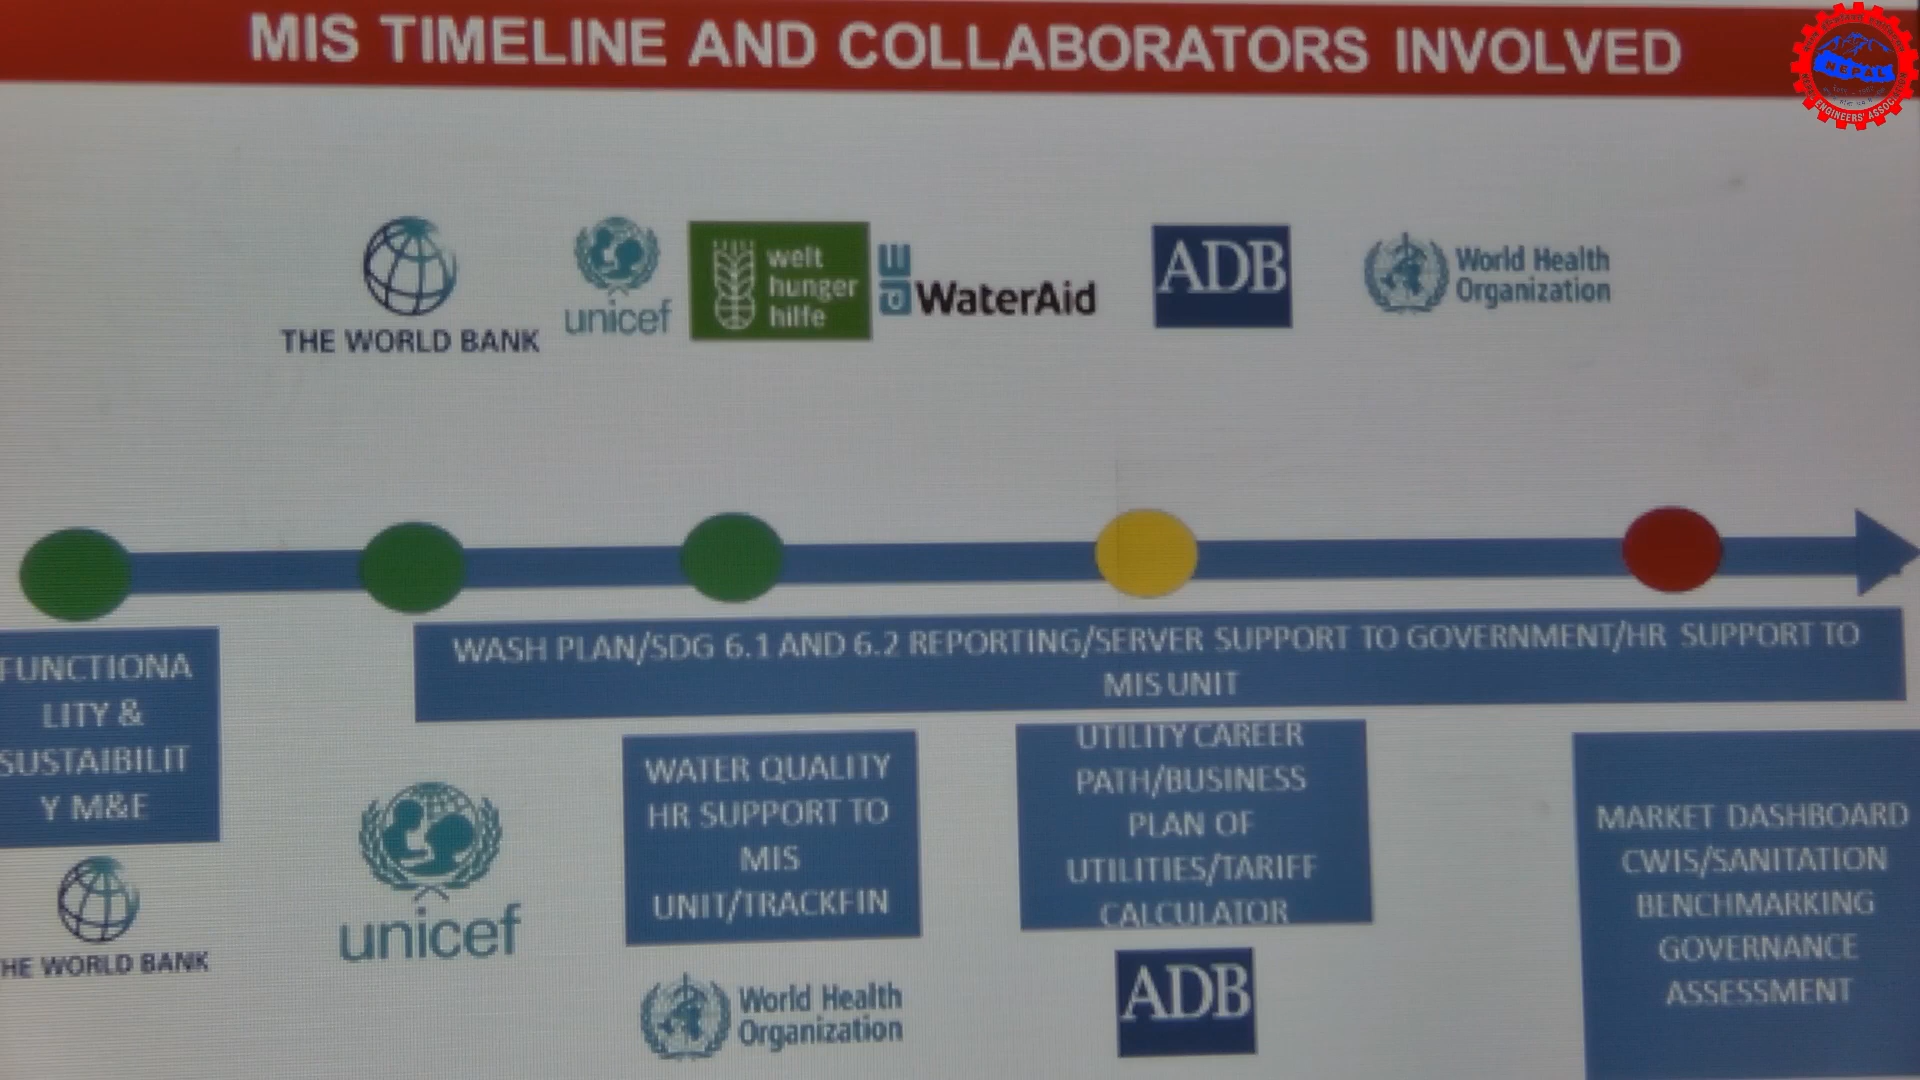 MIS TIMELINE AND COLLABORATORS INVOLVED
NEPAL
ENGINEERS' ASSOCIATION
THE WORLD BANK
unicef
welt
hunger
hilfe
WaterAid
ADB
World Health
Organization
WASH PLAN/SDG 6.1 AND 6.2 REPORTING/SERVER SUPPORT TO GOVERNMENT/HR SUPPORT TO
MIS UNIT
FUNCTIONA
LITY &
SUSTAIBILIT
Y M&E
HE WORLD BANK
unicef
WATER QUALITY
HR SUPPORT TO
MIS
UNIT/TRACKFIN
World Health
Organization
UTILITY CAREER
PATH/BUSINESS
PLAN OF
UTILITIES/TARIFF
CALCULATOR
ADB
MARKET DASHBOARD
CWIS/SANITATION
BENCHMARKING
GOVERNANCE
ASSESSMENT